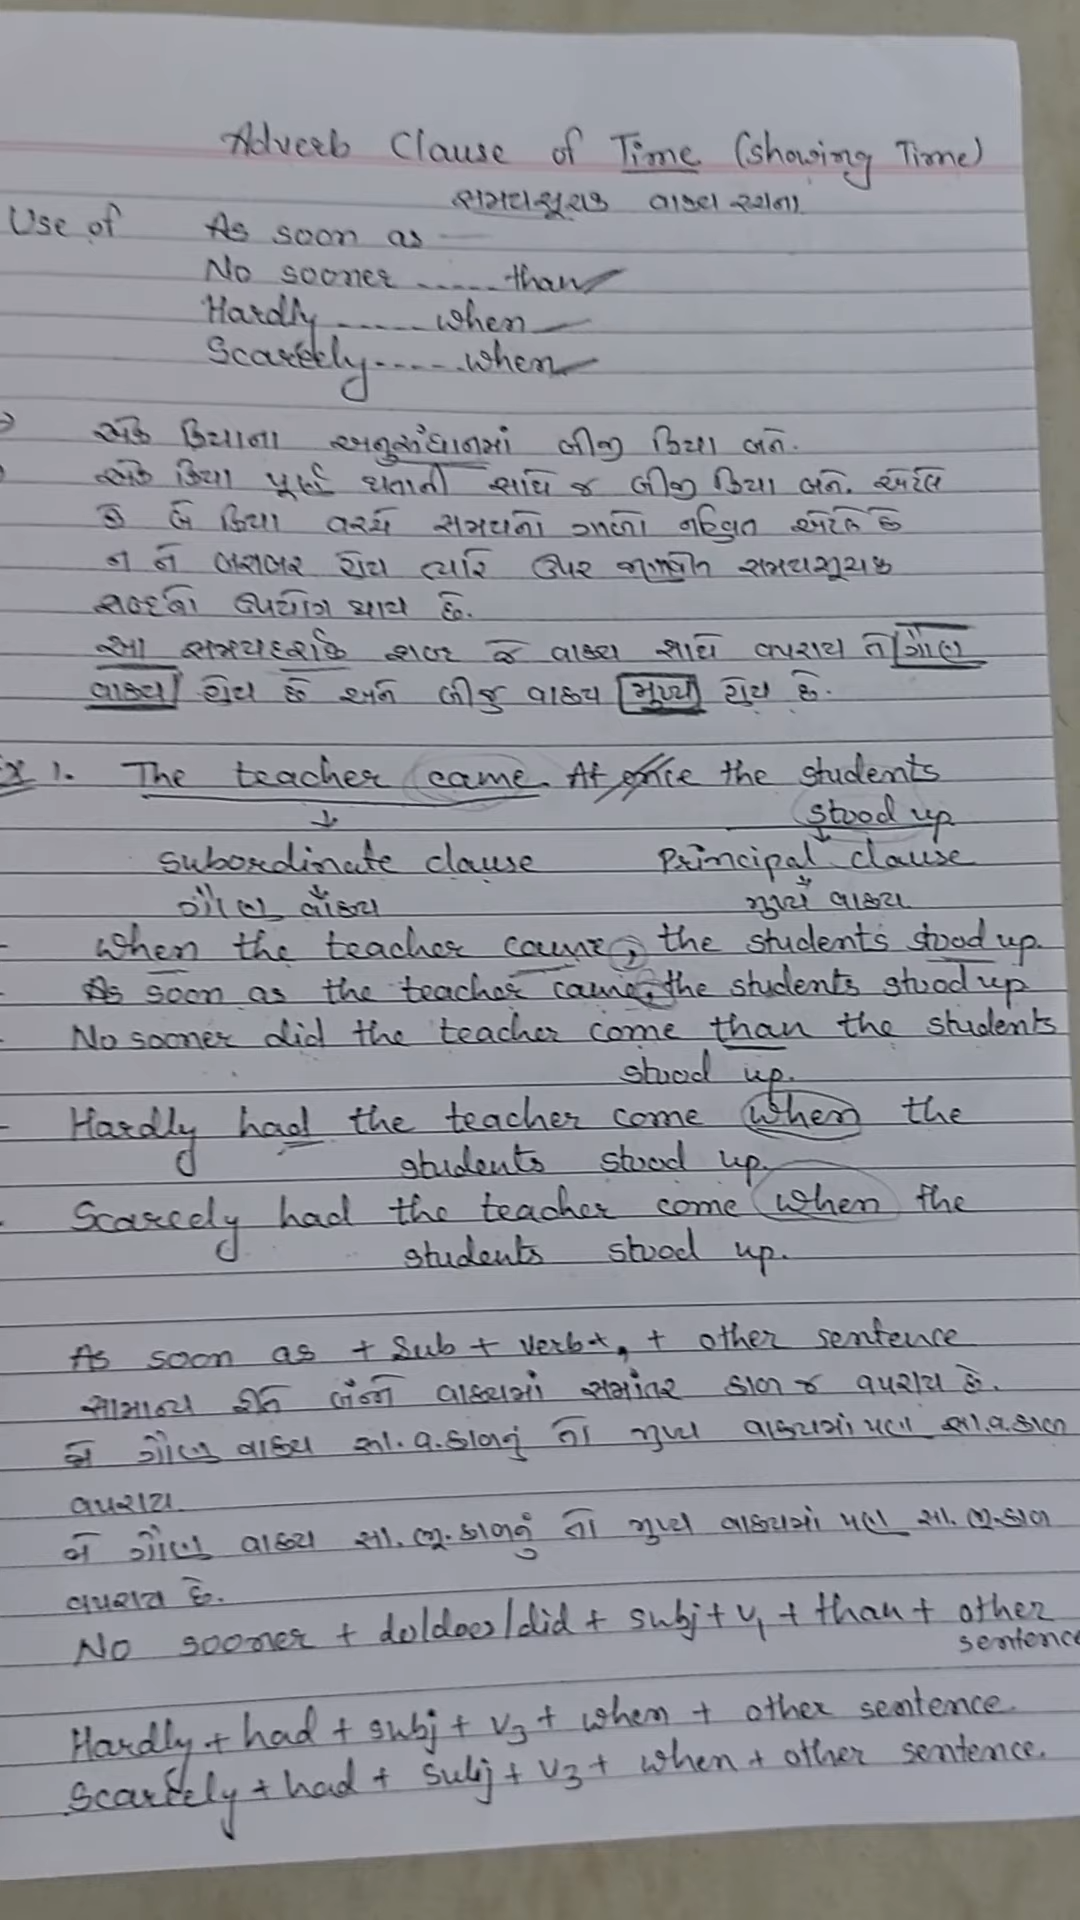 Adverb Clause of Time (showing Time)
સમયસૂચક વાક્ય રચના
Use of As soon as —
No sooner ...... than
Hardly ...... when
Scarcely ...... when
એક ક્રિયાના અનુસંધાનમાં બીજી ક્રિયા બને.
એક ક્રિયા પૂર્ણ થવાની સાથે જ બીજી ક્રિયા બને. એટલે
કે બે ક્રિયા વચ્ચે સમયનો ગાળો નહિવત એટલે કે
ન ને બરાબર હોય ત્યારે ઉપર મુજબના સમયસૂચક
શબ્દનો ઉપયોગ થાય છે.
આ સમયદર્શક શબ્દ જે વાક્ય સાથે વપરાય તે ગૌણ
વાક્ય હોય છે અને બીજુ વાક્ય મુખ્ય હોય છે.
Ex 1. The teacher came. At once the students
stood up
subordinate clause Principal clause
ગૌણ વાક્ય મુખ્ય વાક્ય
- When the teacher came, the students stood up.
- As soon as the teacher came, the students stood up
- No sooner did the teacher come than the students
stood up.
- Hardly had the teacher come when the
students stood up.
- Scarcely had the teacher come when the
students stood up.
As soon as + Sub + verb+, + other sentence
સામાન્ય રીતે બંને વાક્યમાં સમાંતર કાળ જ વપરાય છે.
જો ગૌણ વાક્ય સા. વ. કાળનું તો મુખ્ય વાક્યમાં પણ સા.વ.કાળ
વપરાય
જો ગૌણ વાક્ય સા. ભૂ. કાળનું તો મુખ્ય વાક્યમાં પણ સા. ભૂ.કાળ
વપરાય છે.
No sooner + do/does/did + subj + V1 + than + other
sentence
Hardly + had + subj + V3 + when + other sentence.
Scarcely + had + subj + V3 + when + other sentence.